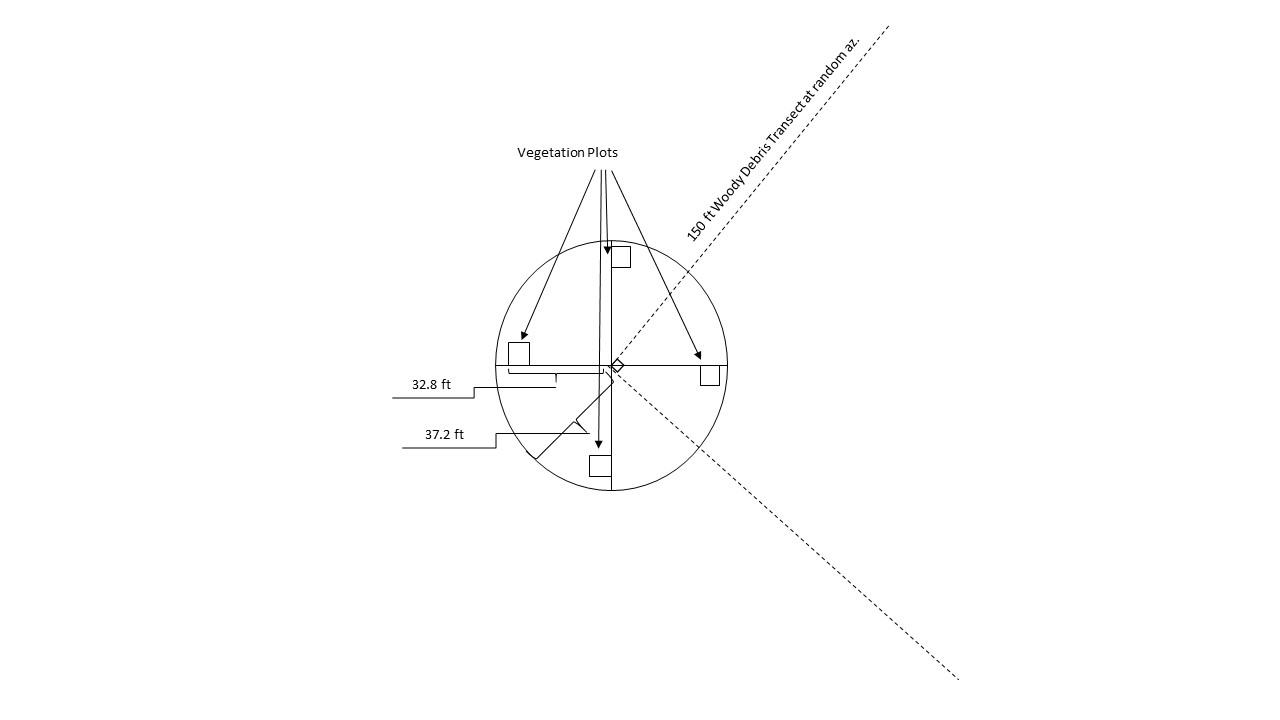 150 ft Woody Debris Transect at random az.
Vegetation Plots
32.8 ft
37.2 ft